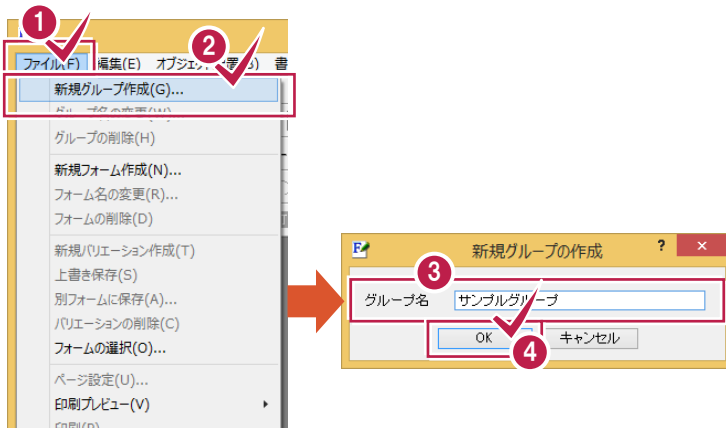 1
2
ファイル(F) 編集(E)
新規グループ作成(G)...
グループの削除(H)
新規フォーム作成(N)...
フォーム名の変更(R)...
フォームの削除(D)
新規バリエーション作成(T)
上書き保存(S)
別フォームに保存(A)...
バリエーションの削除(C)
フォームの選択(O)...
ページ設定(U)...
印刷プレビュー(V)
新規グループの作成 ? ×
3
グループ名 サンプルグループ
OK キャンセル
4